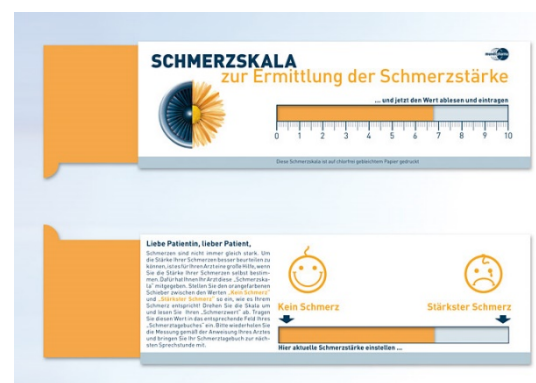 SCHMERZSKALA
zur Ermittlung der Schmerzstärke
... und jetzt den Wert ablesen und eintragen
0 1 2 3 4 5 6 7 8 9 10
Diese Schmerzskala ist auf chlorfrei gebleichtem Papier gedruckt
Liebe Patientin, lieber Patient,
Schmerzen sind nicht immer gleich stark. Um
die Stärke Ihrer Schmerzen besser beurteilen zu
können, ist es für Ihren Arzt eine große Hilfe, wenn
Sie die Stärke Ihrer Schmerzen selbst bestim-
men. Dafür hat Ihnen Ihr Arzt diese „Schmerzska-
la" mitgegeben. Stellen Sie den orangefarbenen
Schieber zwischen den Werten „Kein Schmerz"
und „Stärkster Schmerz" so ein, wie es Ihrem
Schmerz entspricht! Drehen Sie die Skala um
und lesen Sie Ihren „Schmerzwert" ab. Tragen
Sie diesen Wert in das entsprechende Feld Ihres
„Schmerztagebuches" ein. Bitte wiederholen Sie
die Messung gemäß der Anweisung Ihres Arztes
und bringen Sie Ihr Schmerztagebuch zur näch-
sten Sprechstunde mit.
Kein Schmerz
Stärkster Schmerz
Hier aktuelle Schmerzstärke einstellen ...